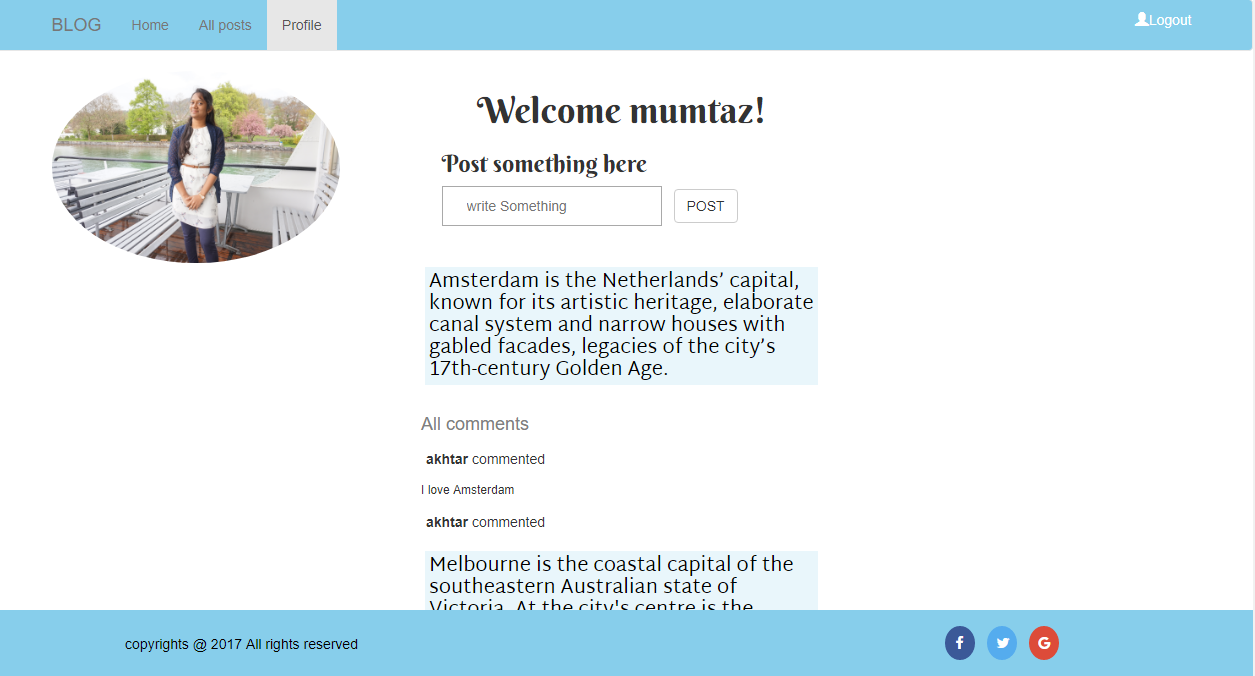 BLOG Home All posts Profile Logout
Welcome mumtaz!
Post something here
write Something POST
Amsterdam is the Netherlands’ capital,
known for its artistic heritage, elaborate
canal system and narrow houses with
gabled facades, legacies of the city’s
17th-century Golden Age.
All comments
akhtar commented
I love Amsterdam
akhtar commented
Melbourne is the coastal capital of the
southeastern Australian state of
Victoria. At the city's centre is the
copyrights @ 2017 All rights reserved